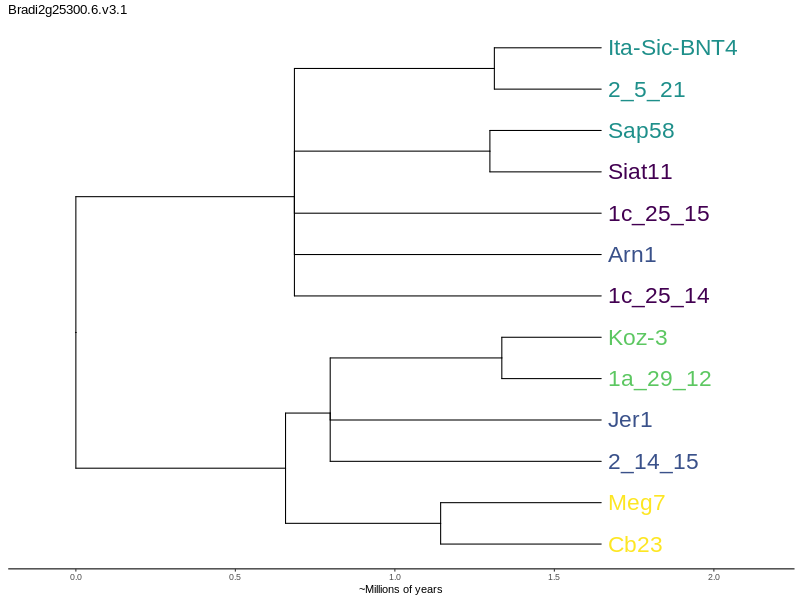 Bradi2g25300.6.v3.1
Ita-Sic-BNT4
2_5_21
Sap58
Siat11
1c_25_15
Arn1
1c_25_14
Koz-3
1a_29_12
Jer1
2_14_15
Meg7
Cb23
0.0 0.5 1.0 1.5 2.0
~Millions of years